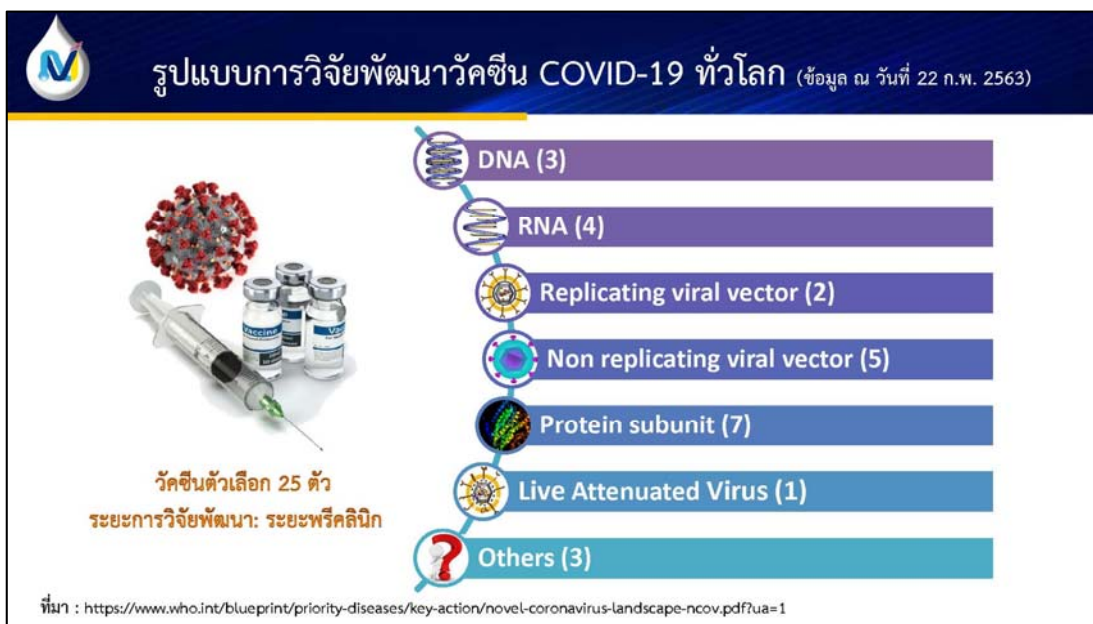 รูปแบบการวิจัยพัฒนาวัคซีน COVID-19 ทั่วโลก (ข้อมูล ณ วันที่ 22 ก.พ. 2563)
DNA (3)
RNA (4)
Replicating viral vector (2)
Non replicating viral vector (5)
Protein subunit (7)
Live Attenuated Virus (1)
Others (3)
Vaccine
วัคซีนตัวเลือก 25 ตัว
ระยะการวิจัยพัฒนา: ระยะพรีคลินิก
ที่มา : https://www.who.int/blueprint/priority-diseases/key-action/novel-coronavirus-landscape-ncov.pdf?ua=1